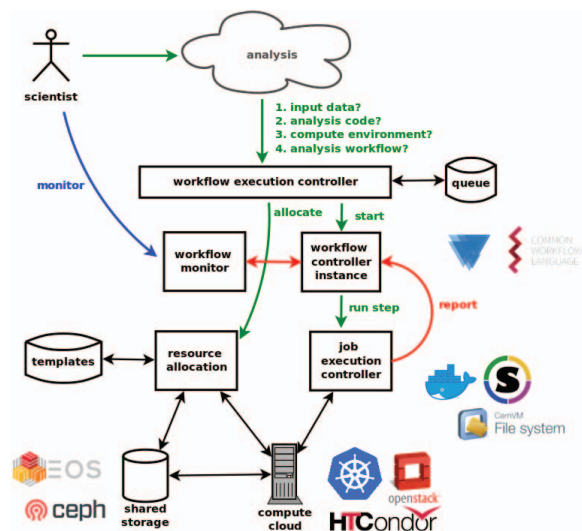 analysis
scientist
1. input data?
2. analysis code?
3. compute environment?
4. analysis workflow?
monitor
workflow execution controller
queue
allocate
start
workflow
monitor
workflow
controller
instance
COMMON
WORKFLOW
LANGUAGE
run step
report
templates
resource
allocation
job
execution
controller
S
CernVM
File system
EOS
ceph
shared
storage
compute
cloud
openstack
HTCondor